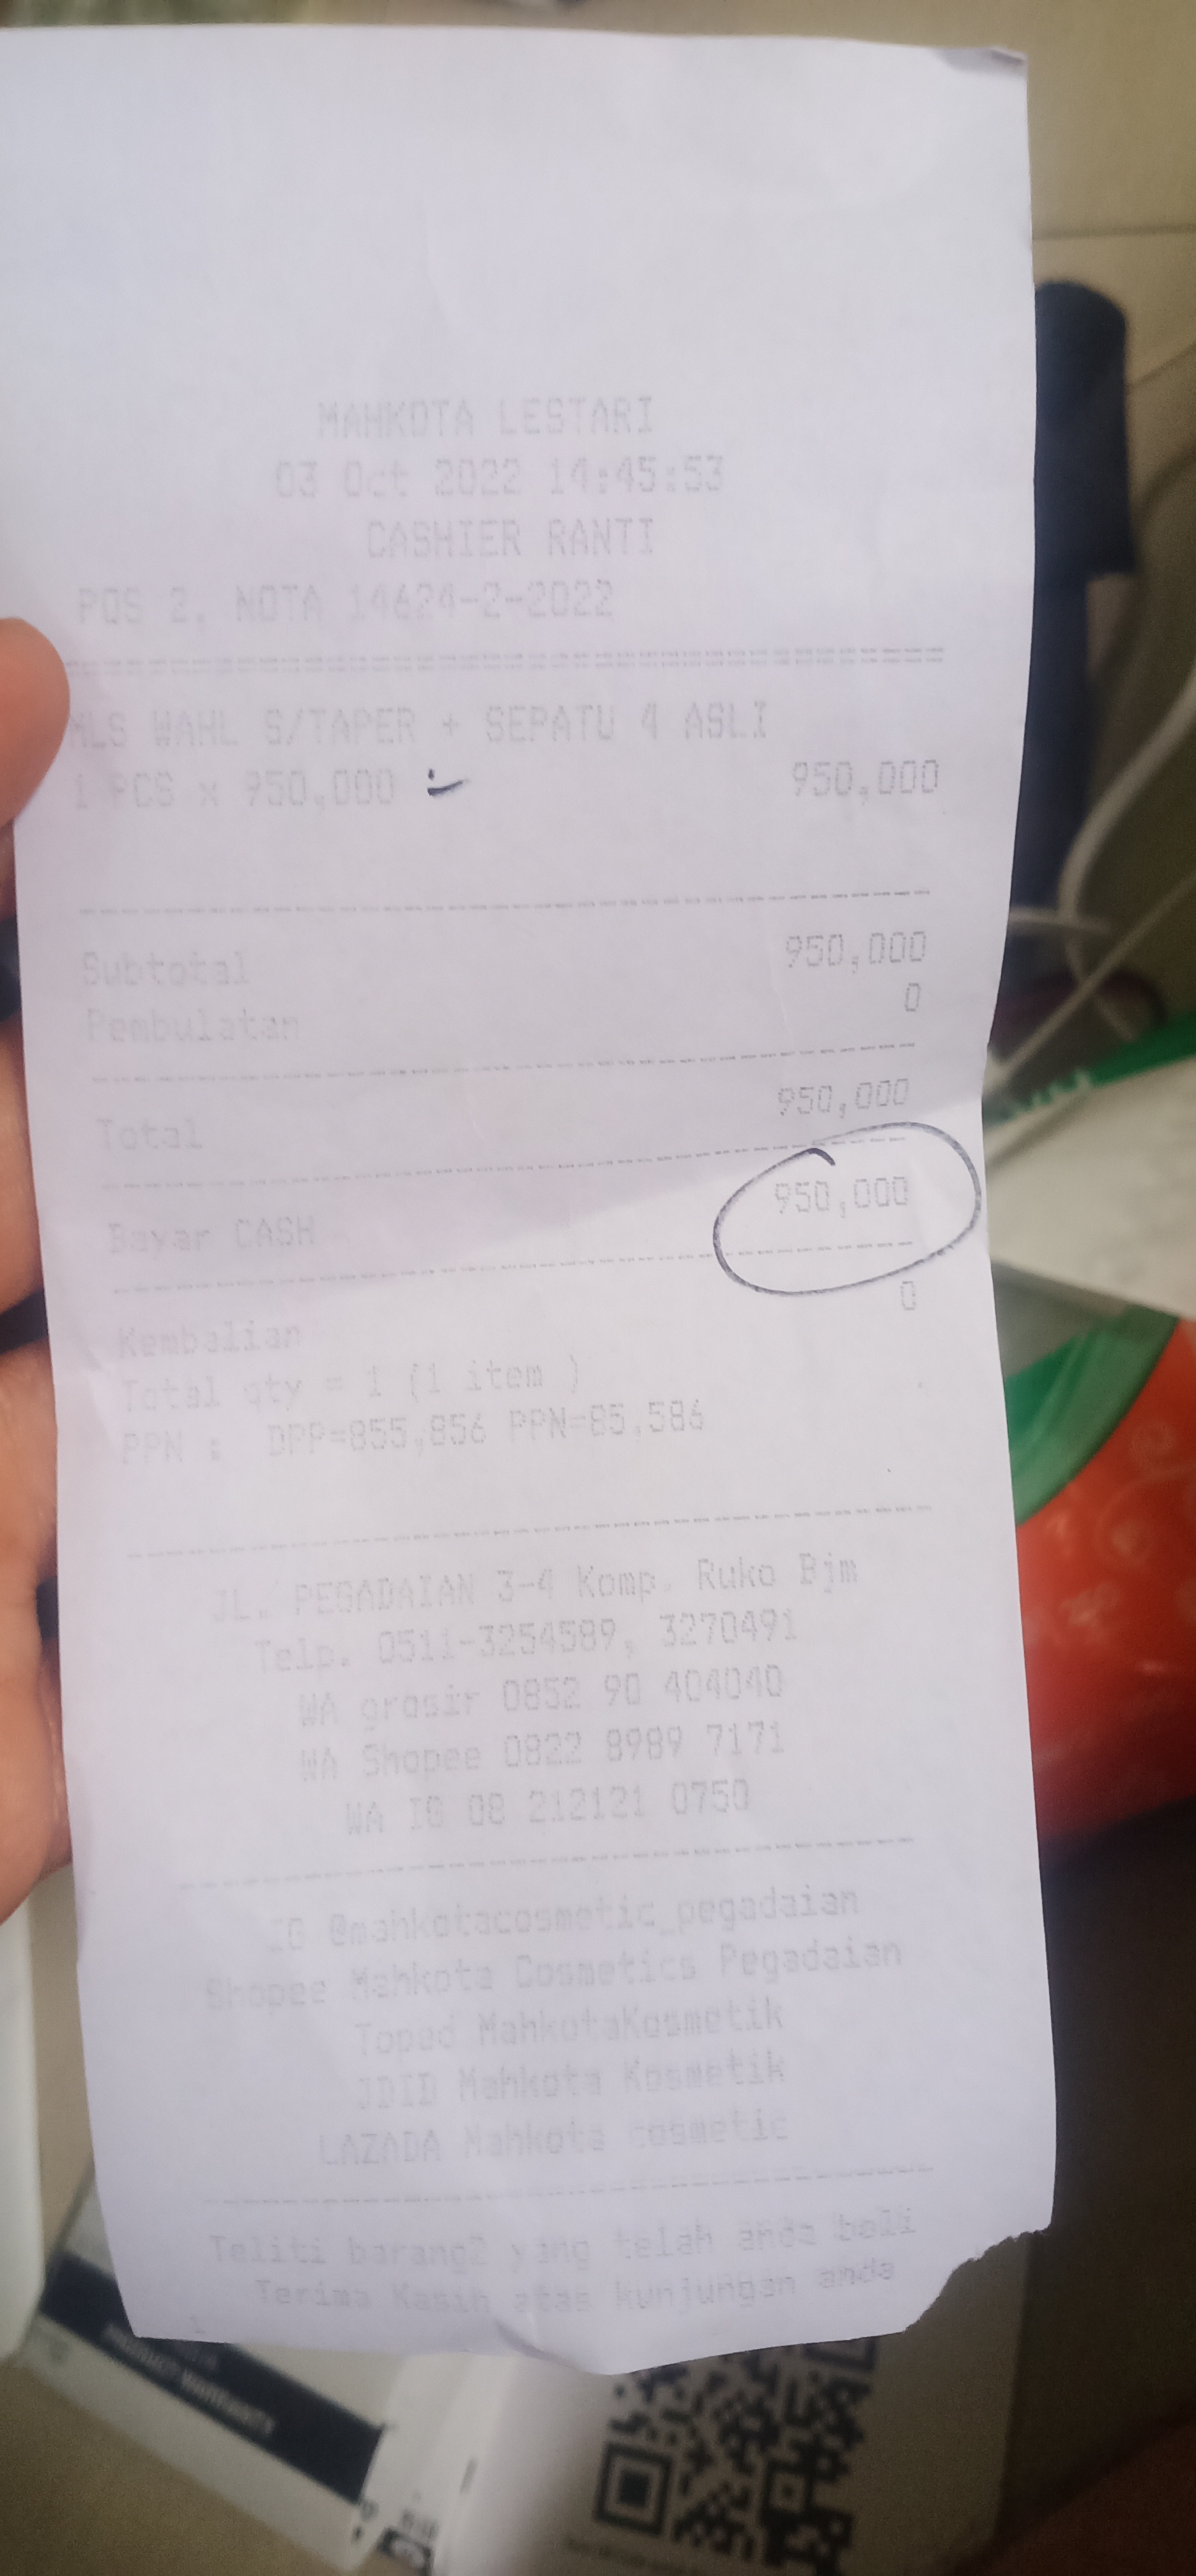 MAHKOTA LESTARI
03 Oct 2022 14:45:53
CASHIER RANTI
POS 2, NOTA 14624-2-2022
MLS WAHL S/TAPER + SEPATU 4 ASLI
1 PCS x 950,000 950,000
Subtotal 950,000
Pembulatan 0
Total 950,000
Bayar CASH 950,000
Kembalian 0
Total qty = 1 (1 item )
PPN : DPP=855,856 PPN=85,586
JL. PEGADAIAN 3-4 Komp. Ruko Bjm
Telp. 0511-3254589, 3270491
WA grosir 0852 90 404040
WA Shopee 0822 8989 7171
WA IG 08 212121 0750
IG @mahkotacosmetic_pegadaian
Shopee Mahkota Cosmetics Pegadaian
Toped MahkotaKosmetik
JDID Mahkota Kosmetik
LAZADA Mahkota cosmetic
Teliti barang2 yang telah anda beli
Terima Kasih atas kunjungan anda